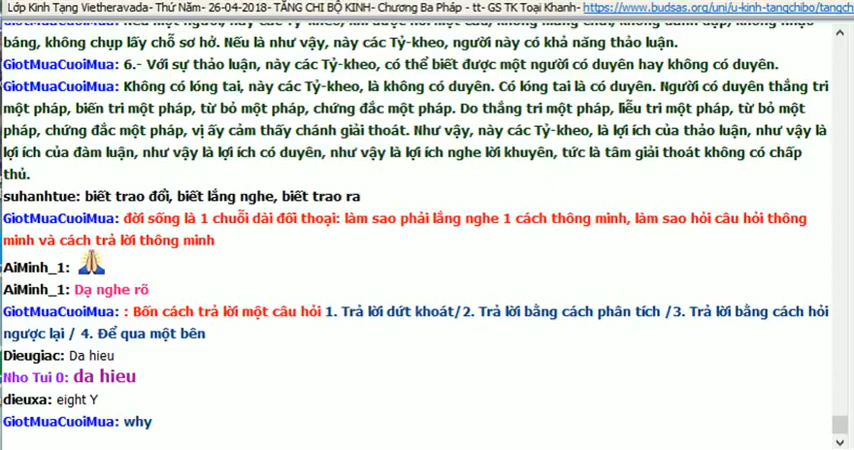 Lớp Kinh Tạng Vietheravada- Thứ Năm- 26-04-2018- TĂNG CHI BỘ KINH- Chương Ba Pháp - tt- GS TK Toại Khanh- https://www.budsas.org/uni/u-kinh-tangchibo/tangch
báng, không chụp lấy chỗ sơ hở. Nếu là như vậy, này các Tỷ-kheo, người này có khả năng thảo luận.
GiotMuaCuoiMua: 6.- Với sự thảo luận, này các Tỷ-kheo, có thể biết được một người có duyên hay không có duyên.
GiotMuaCuoiMua: Không có lóng tai, này các Tỷ-kheo, là không có duyên. Có lóng tai là có duyên. Người có duyên thắng tri
một pháp, biến tri một pháp, từ bỏ một pháp, chứng đắc một pháp. Do thắng tri một pháp, liễu tri một pháp, từ bỏ một
pháp, chứng đắc một pháp, vị ấy cảm thấy chánh giải thoát. Như vậy, này các Tỷ-kheo, là lợi ích của thảo luận, như vậy là
lợi ích của đàm luận, như vậy là lợi ích có duyên, như vậy là lợi ích nghe lời khuyên, tức là tâm giải thoát không có chấp
thủ.
suhanhtue: biết trao đổi, biết lắng nghe, biết trao ra
GiotMuaCuoiMua: đời sống là 1 chuỗi dài đối thoại: làm sao phải lắng nghe 1 cách thông minh, làm sao hỏi câu hỏi thông
minh và cách trả lời thông minh
AiMinh_1:
AiMinh_1: Dạ nghe rõ
GiotMuaCuoiMua: : Bốn cách trả lời một câu hỏi 1. Trả lời dứt khoát/2. Trả lời bằng cách phân tích /3. Trả lời bằng cách hỏi
ngược lại / 4. Để qua một bên
Dieugiac: Da hieu
Nho Tui 0: da hieu
dieuxa: eight Y
GiotMuaCuoiMua: why